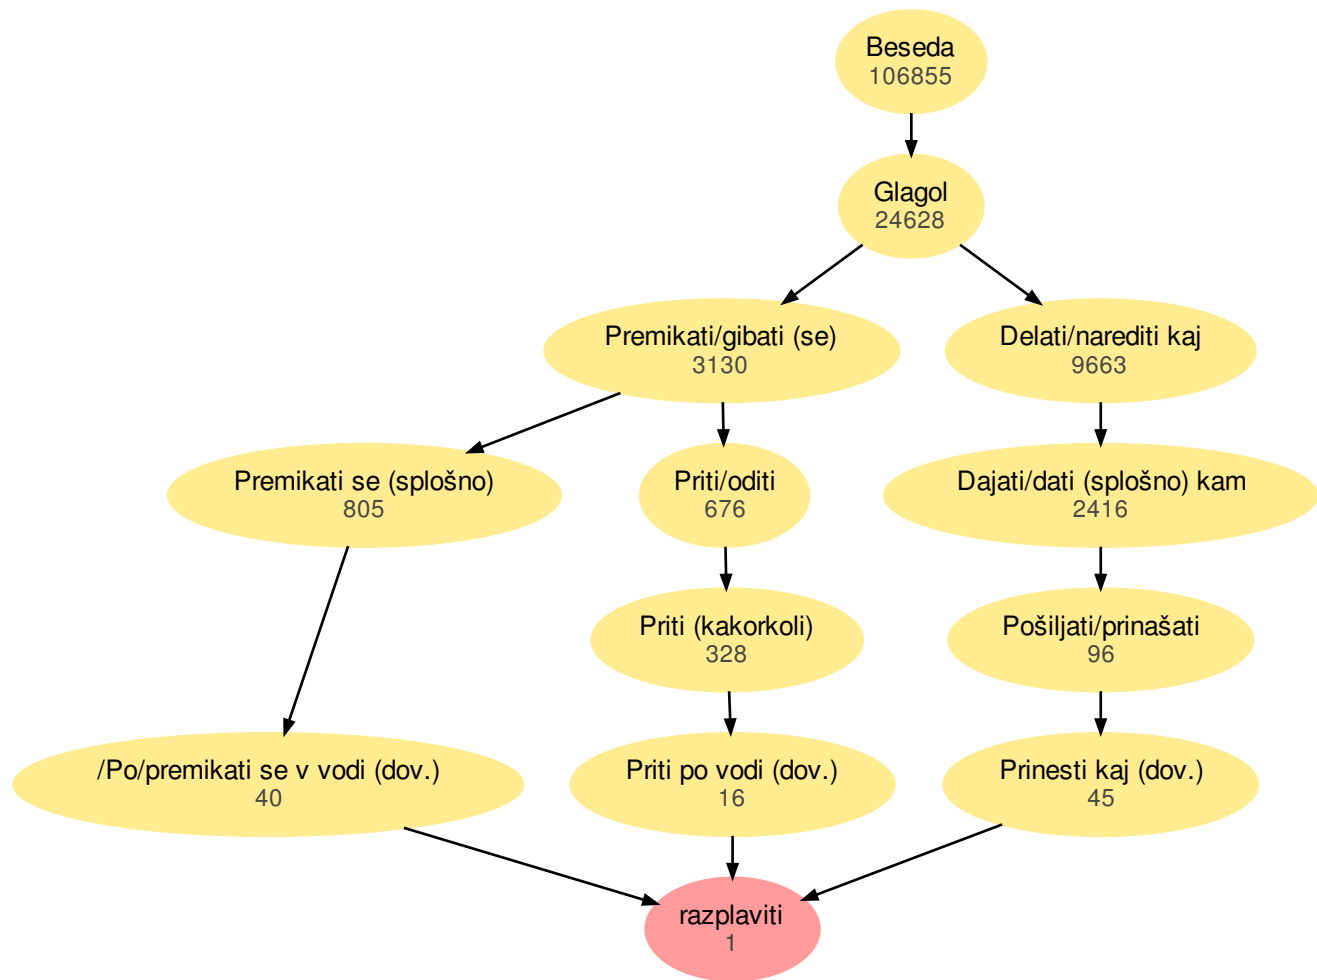 Beseda
106855
Glagol
24628
Premikati/gibati (se)
3130
Delati/narediti kaj
9663
Premikati se (splošno)
805
Priti/oditi
676
Dajati/dati (splošno) kam
2416
Priti (kakorkoli)
328
Pošiljati/prinašati
96
/Po/premikati se v vodi (dov.)
40
Priti po vodi (dov.)
16
Prinesti kaj (dov.)
45
razplaviti
1